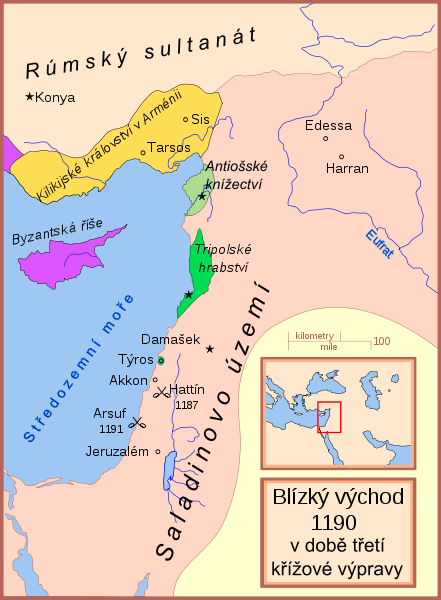 Rúmský sultanát
Konya
Kilikijské království v Arménii
Sis
Tarsos
Edessa
Harran
Antiošské
knížectví
Byzantská říše
Tripolské
hrabství
Eufrat
Středozemní moře
Saladinovo území
kilometry
míle
100
Damašek
Týros
Akkon
Hattín
1187
Arsuf
1191
Jeruzalém
Blízký východ
1190
v době třetí
křížové výpravy